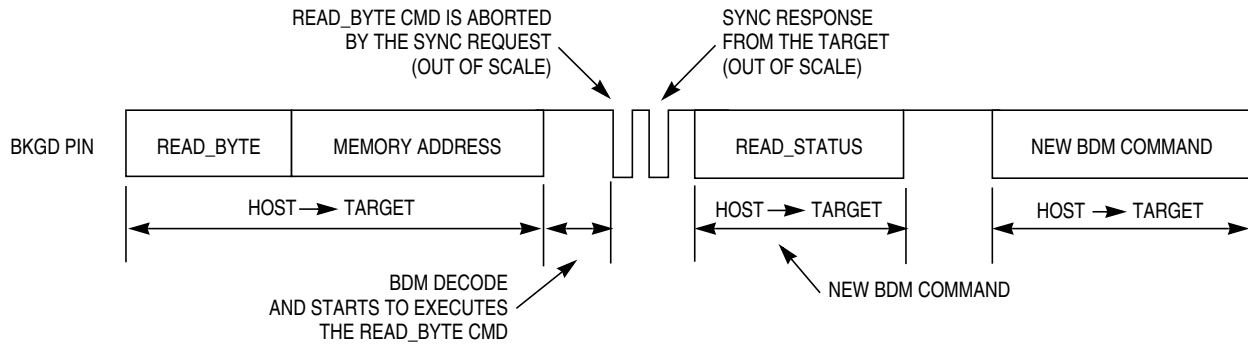 READ_BYTE CMD IS ABORTED
BY THE SYNC REQUEST
(OUT OF SCALE)
SYNC RESPONSE
FROM THE TARGET
(OUT OF SCALE)
BKGD PIN
READ_BYTE
MEMORY ADDRESS
READ_STATUS
NEW BDM COMMAND
HOST
TARGET
HOST
TARGET
HOST
TARGET
BDM DECODE
AND STARTS TO EXECUTES
THE READ_BYTE CMD
NEW BDM COMMAND